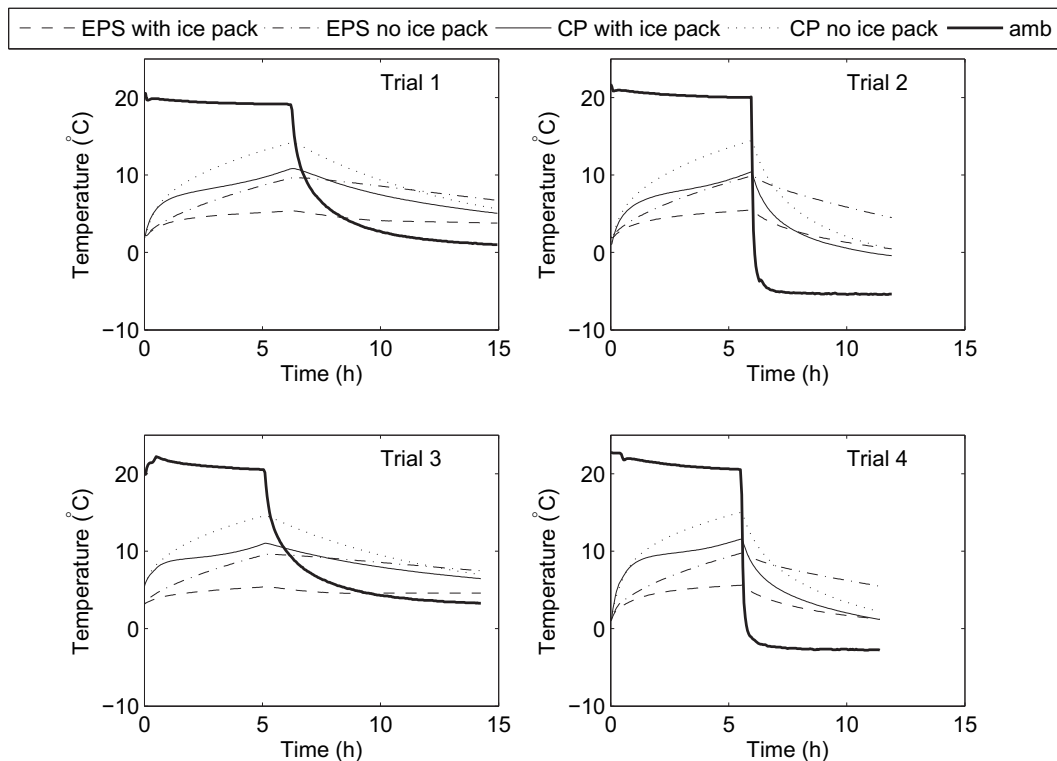 EPS with ice pack EPS no ice pack CP with ice pack CP no ice pack amb
Trial 1
20
10
0
−10
Temperature (°C)
0 5 10 15
Time (h)
Trial 2
20
10
0
−10
Temperature (°C)
0 5 10 15
Time (h)
Trial 3
20
10
0
−10
Temperature (°C)
0 5 10 15
Time (h)
Trial 4
20
10
0
−10
Temperature (°C)
0 5 10 15
Time (h)